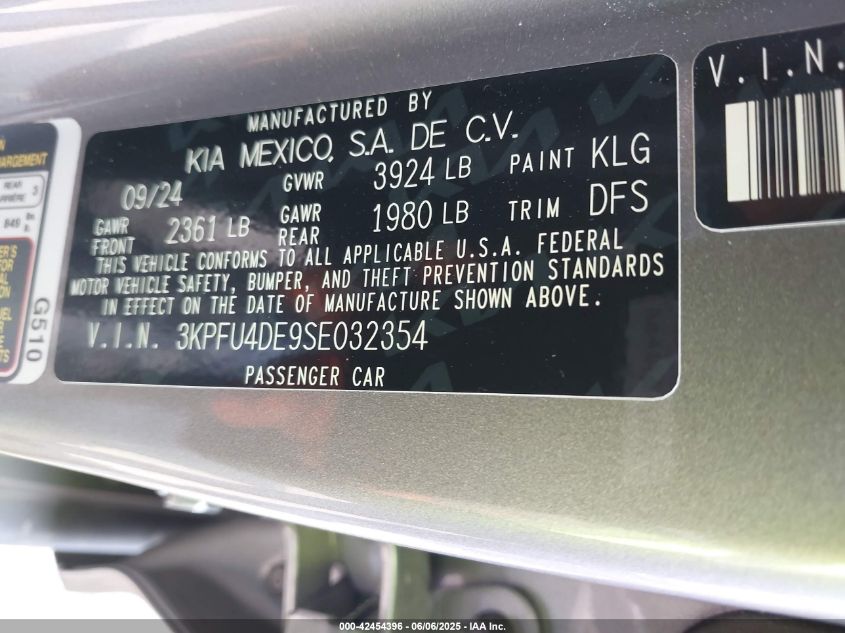 MANUFACTURED BY
KIA MEXICO, S.A. DE C.V.
09/24 GVWR 3924 LB PAINT KLG
GAWR FRONT 2361 LB GAWR REAR 1980 LB TRIM DFS
THIS VEHICLE CONFORMS TO ALL APPLICABLE U.S.A. FEDERAL
MOTOR VEHICLE SAFETY, BUMPER, AND THEFT PREVENTION STANDARDS
IN EFFECT ON THE DATE OF MANUFACTURE SHOWN ABOVE.
V.I.N. 3KPFU4DE9SE032354
PASSENGER CAR
V.I.N.
REAR
3
G510
000-42454396 - 06/06/2025 - IAA Inc.